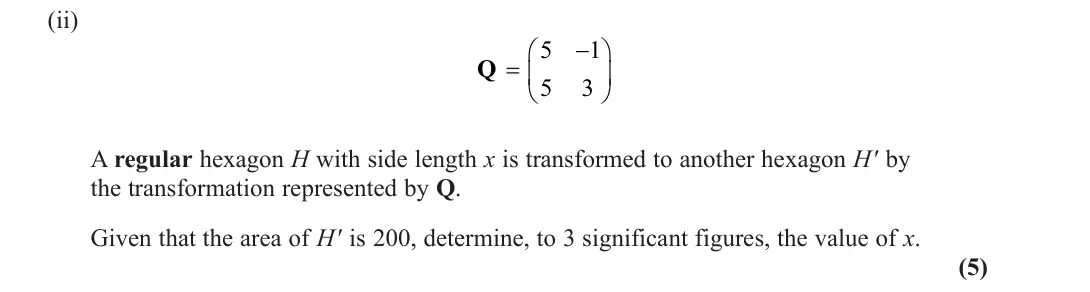 (ii)
Q = ( 5 −1
5 3 )
A regular hexagon H with side length x is transformed to another hexagon H′ by
the transformation represented by Q.
Given that the area of H′ is 200, determine, to 3 significant figures, the value of x.
(5)